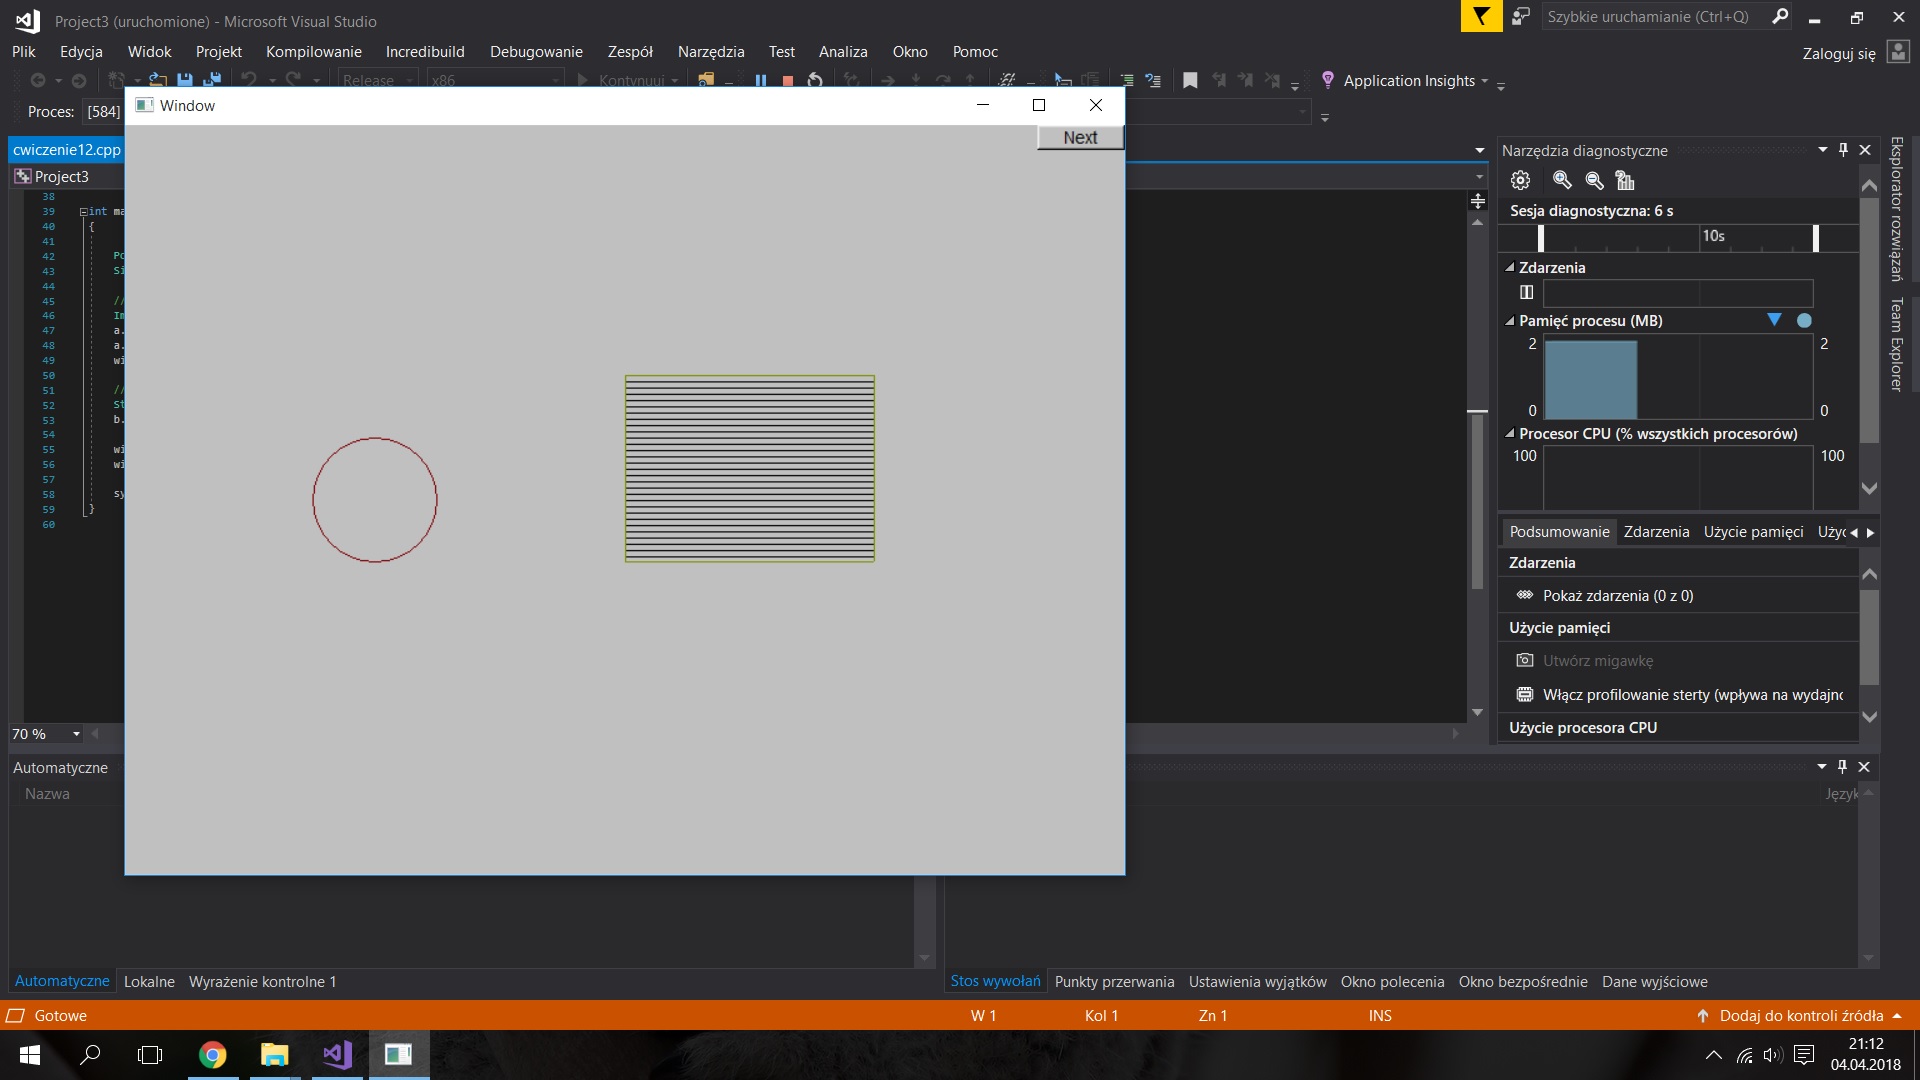 Project3 (uruchomione) - Microsoft Visual Studio
Szybkie uruchamianie (Ctrl+Q)
Plik Edycja Widok Projekt Kompilowanie Incredibuild Debugowanie Zespół Narzędzia Test Analiza Okno Pomoc
Zaloguj się
Release x86 Kontynuuj Application Insights
Proces: [584]
Window
Next
cwiczenie12.cpp
Project3
38
39 int ma
40 {
41
42 Po
43 Si
44
45 //
46 Im
47 a.
48 a.
49 wi
50
51 //
52 St
53 b.
54
55 wi
56 wi
57
58 sy
59 }
60
70 %
Narzędzia diagnostyczne
Sesja diagnostyczna: 6 s
10s
Zdarzenia
Pamięć procesu (MB)
2 2
0 0
Procesor CPU (% wszystkich procesorów)
100 100
Podsumowanie Zdarzenia Użycie pamięci Użyc
Zdarzenia
Pokaż zdarzenia (0 z 0)
Użycie pamięci
Utwórz migawkę
Włącz profilowanie sterty (wpływa na wydajno
Użycie procesora CPU
Eksplorator rozwiązań
Team Explorer
Automatyczne
Nazwa
Język
Automatyczne Lokalne Wyrażenie kontrolne 1
Stos wywołań Punkty przerwania Ustawienia wyjątków Okno polecenia Okno bezpośrednie Dane wyjściowe
Gotowe W 1 Kol 1 Zn 1 INS Dodaj do kontroli źródła
21:12
04.04.2018